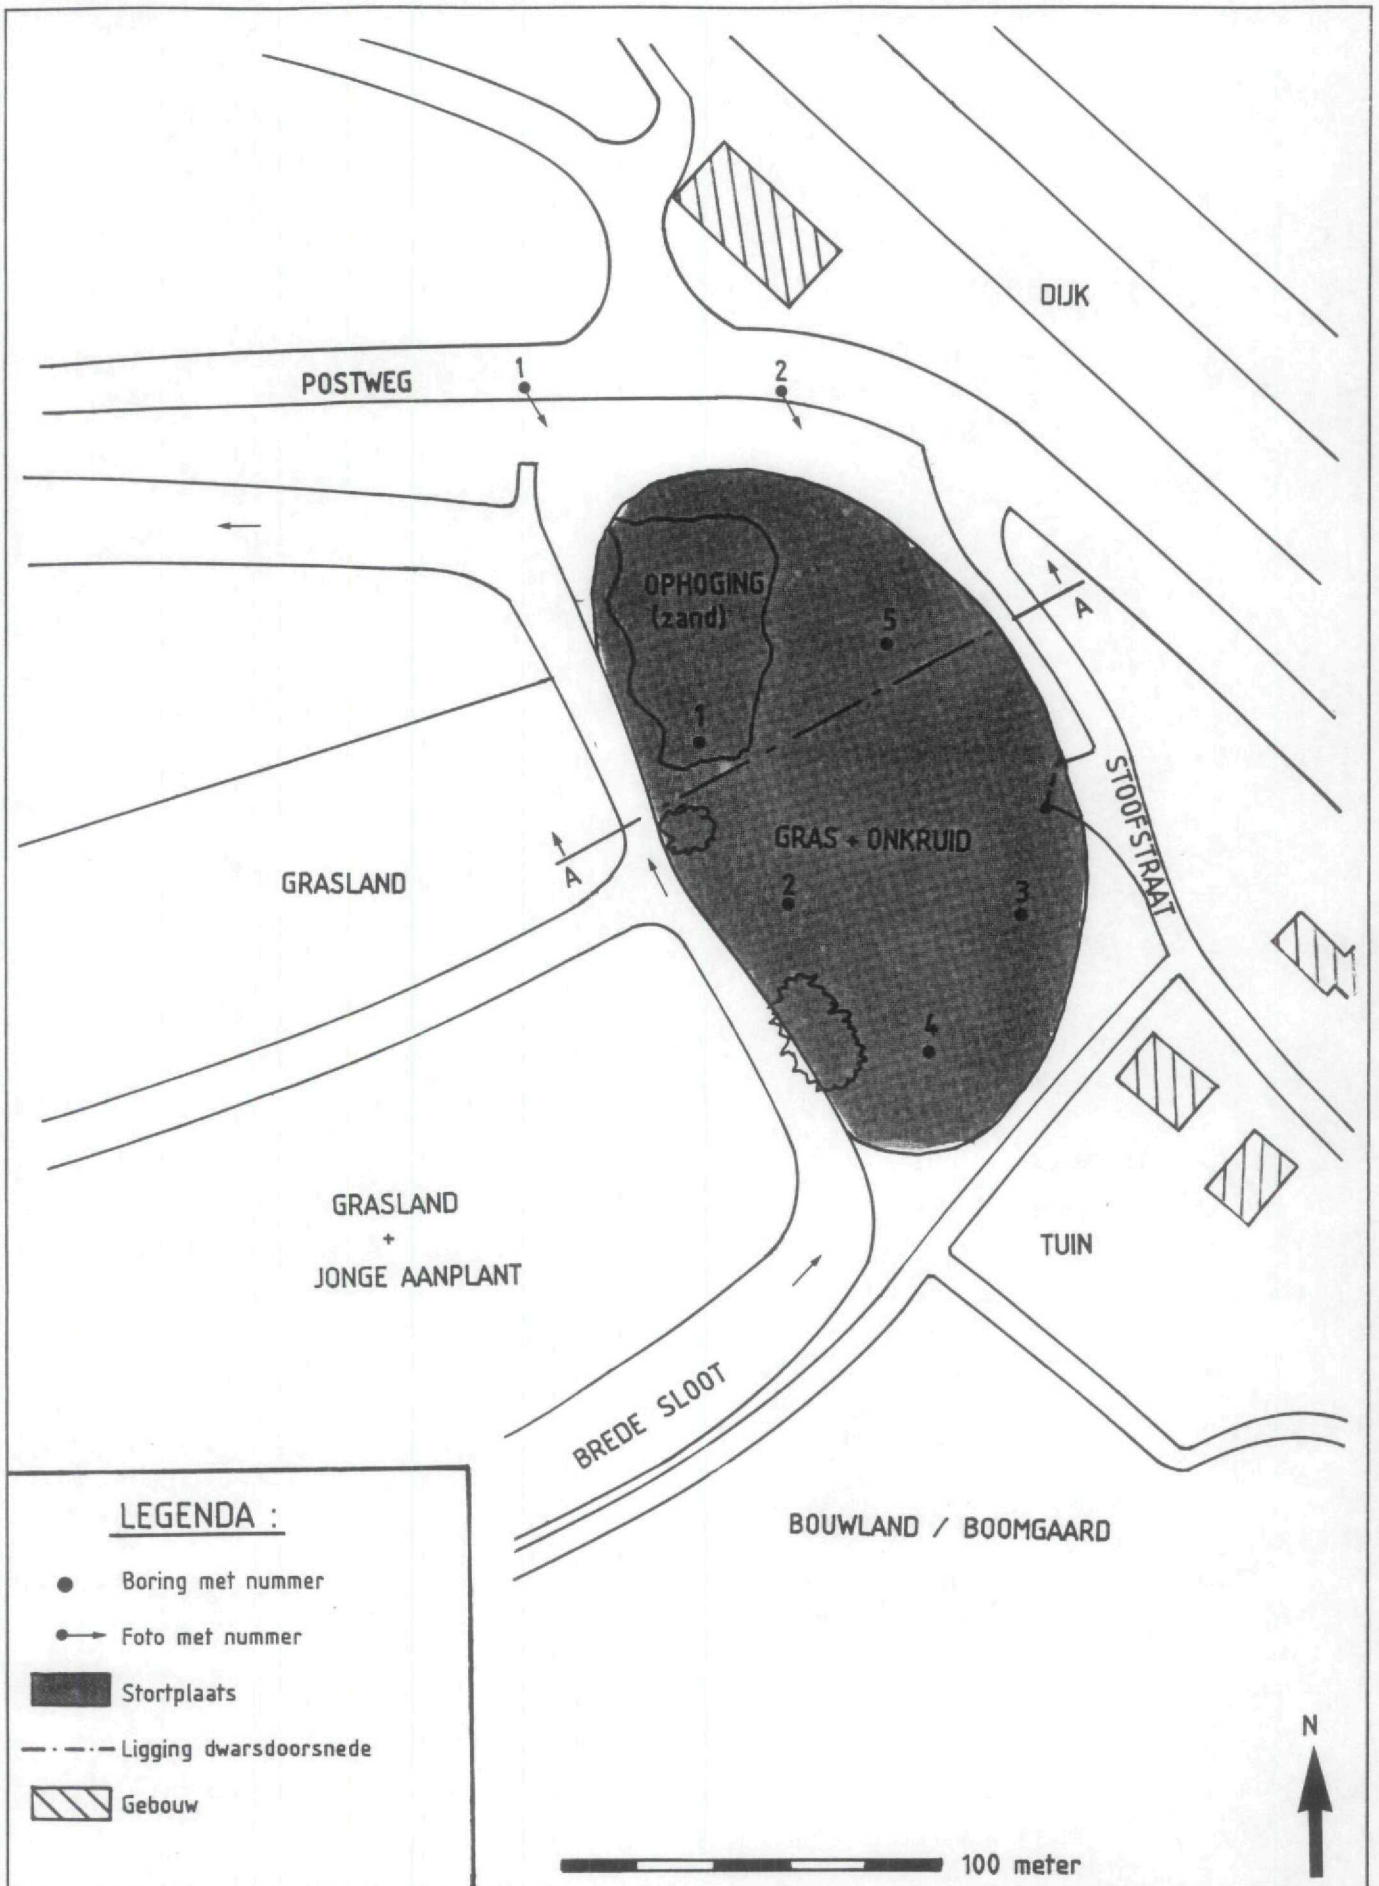 DIJK
POSTWEG
1
2
OPHOGING
(zand)
5
A
1
STOOFSTRAAT
GRAS + ONKRUID
A
GRASLAND
2
3
4
GRASLAND
+
JONGE AANPLANT
TUIN
BREDE SLOOT
BOUWLAND / BOOMGAARD
LEGENDA :
Boring met nummer
Foto met nummer
Stortplaats
Ligging dwarsdoorsnede
Gebouw
N
100 meter